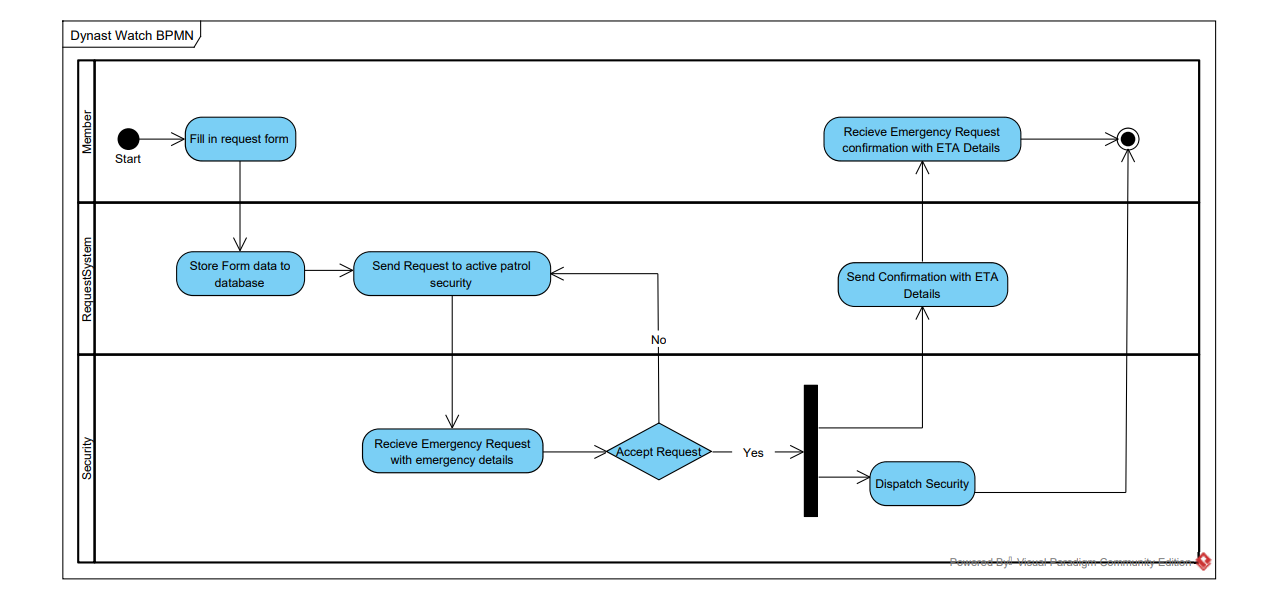 Dynast Watch BPMN
Member
Start
Fill in request form
Recieve Emergency Request
confirmation with ETA Details
RequestSystem
Store Form data to
database
Send Request to active patrol
security
Send Confirmation with ETA
Details
No
Security
Recieve Emergency Request
with emergency details
Accept Request
Yes
Dispatch Security
Powered By Visual Paradigm Community Edition